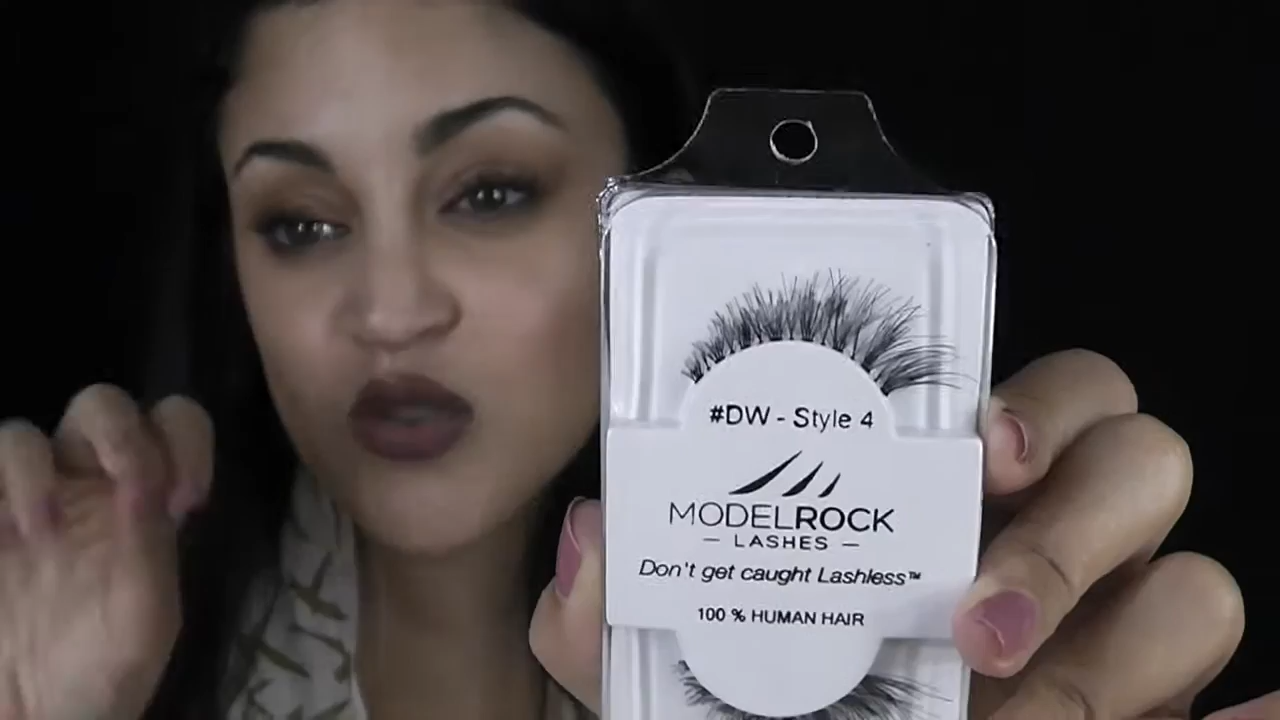 #DW - Style 4
MODELROCK
– LASHES –
Don't get caught Lashless™
100 % HUMAN HAIR